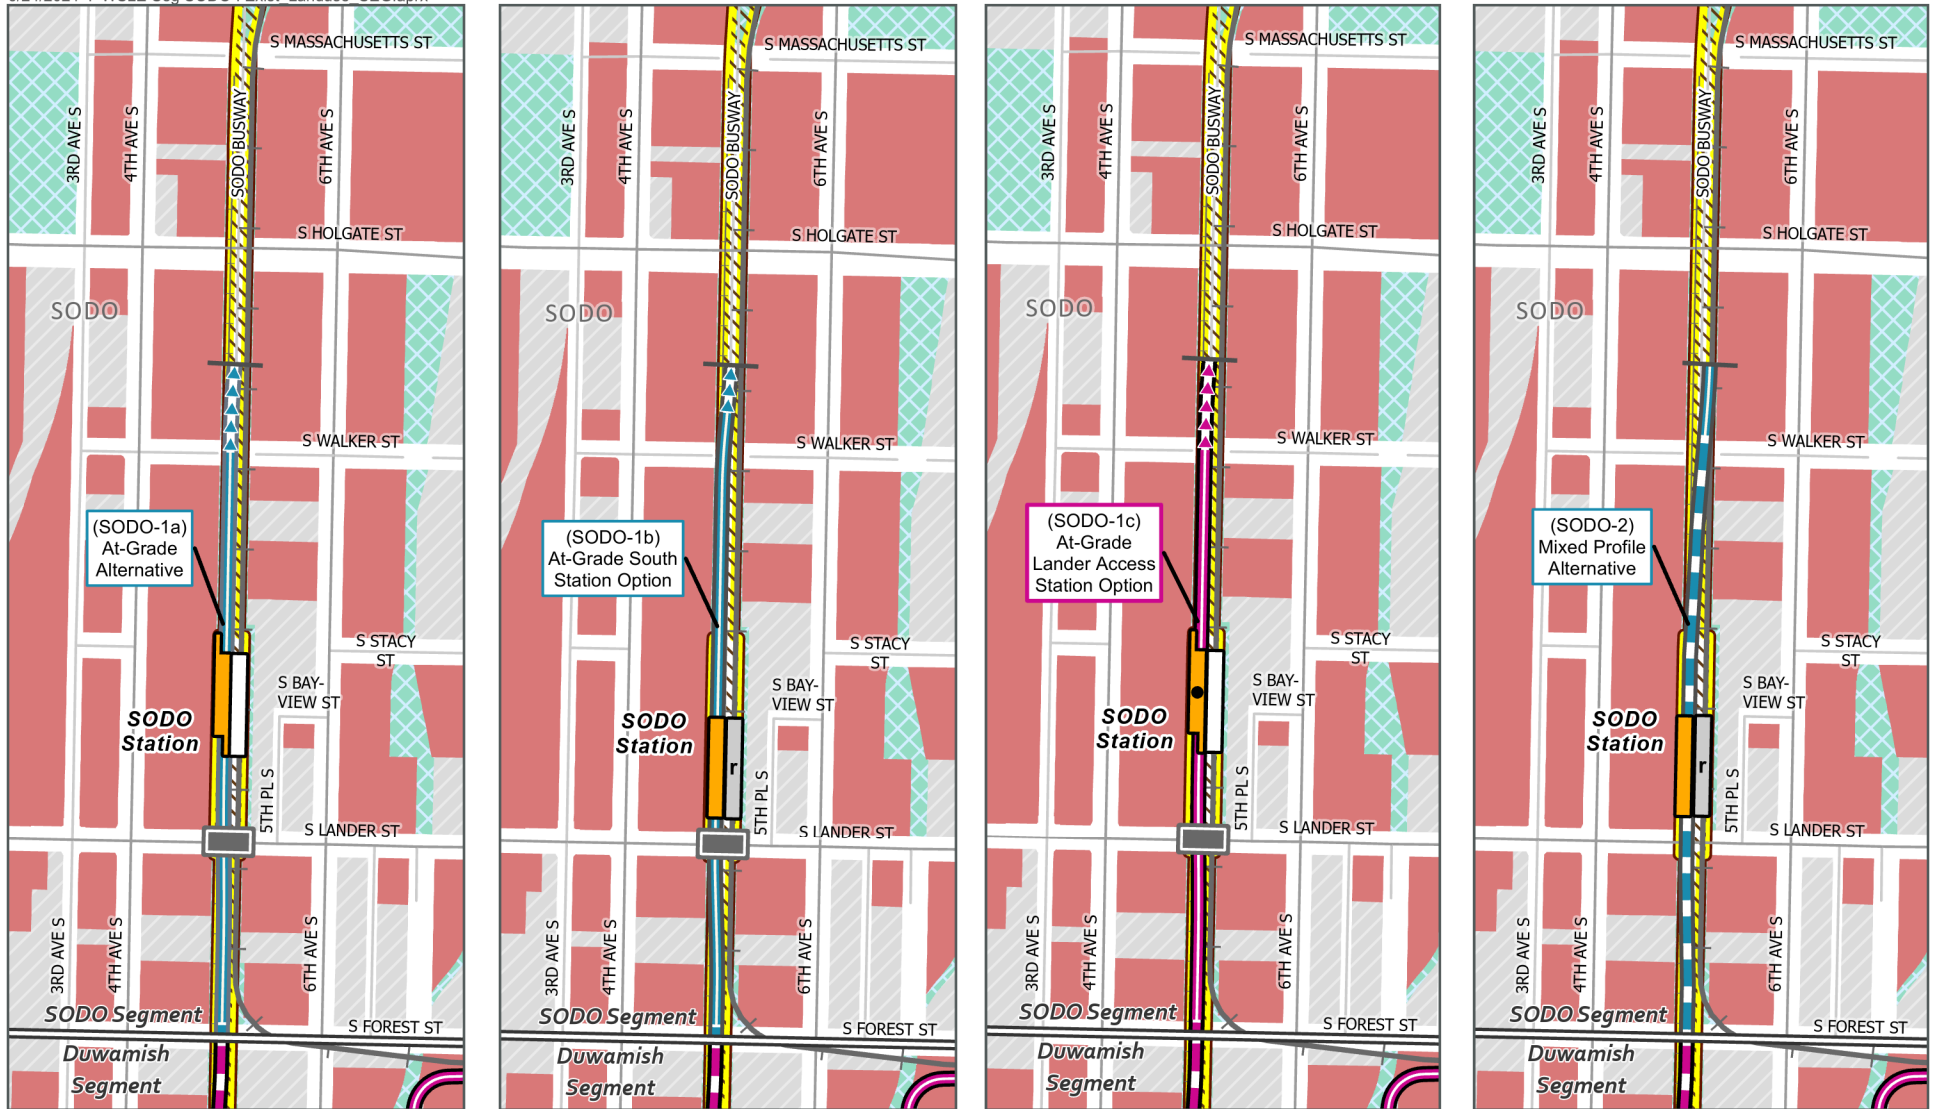 S MASSACHUSETTS ST
SODO BUSWAY
3RD AVE S
4TH AVE S
6TH AVE S
S HOLGATE ST
SODO
S WALKER ST
(SODO-1a)
At-Grade
Alternative
S STACY
ST
S BAY-
VIEW ST
SODO
Station
5TH PL S
S LANDER ST
3RD AVE S
4TH AVE S
6TH AVE S
SODO Segment
S FOREST ST
Duwamish
Segment
S MASSACHUSETTS ST
SODO BUSWAY
3RD AVE S
4TH AVE S
6TH AVE S
S HOLGATE ST
SODO
S WALKER ST
(SODO-1b)
At-Grade South
Station Option
S STACY
ST
S BAY-
VIEW ST
SODO
Station
r
5TH PL S
S LANDER ST
3RD AVE S
4TH AVE S
6TH AVE S
SODO Segment
S FOREST ST
Duwamish
Segment
S MASSACHUSETTS ST
SODO BUSWAY
3RD AVE S
4TH AVE S
6TH AVE S
S HOLGATE ST
SODO
S WALKER ST
(SODO-1c)
At-Grade
Lander Access
Station Option
S STACY
ST
S BAY-
VIEW ST
SODO
Station
5TH PL S
S LANDER ST
3RD AVE S
4TH AVE S
6TH AVE S
SODO Segment
S FOREST ST
Duwamish
Segment
S MASSACHUSETTS ST
SODO BUSWAY
3RD AVE S
4TH AVE S
6TH AVE S
S HOLGATE ST
SODO
S WALKER ST
(SODO-2)
Mixed Profile
Alternative
S STACY
ST
S BAY-
VIEW ST
SODO
Station
r
5TH PL S
S LANDER ST
3RD AVE S
4TH AVE S
6TH AVE S
SODO Segment
S FOREST ST
Duwamish
Segment